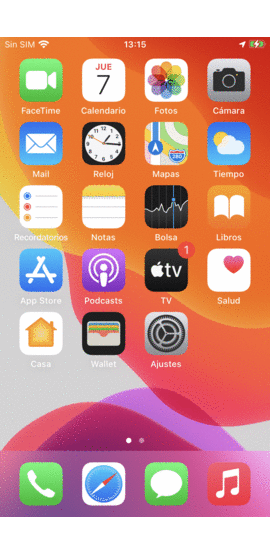 Sin SIM 13:15
JUE
7
FaceTime Calendario Fotos Cámara
280
Mail Reloj Mapas Tiempo
Recordatorios Notas Bolsa Libros
tv
1
App Store Podcasts TV Salud
Casa Wallet Ajustes